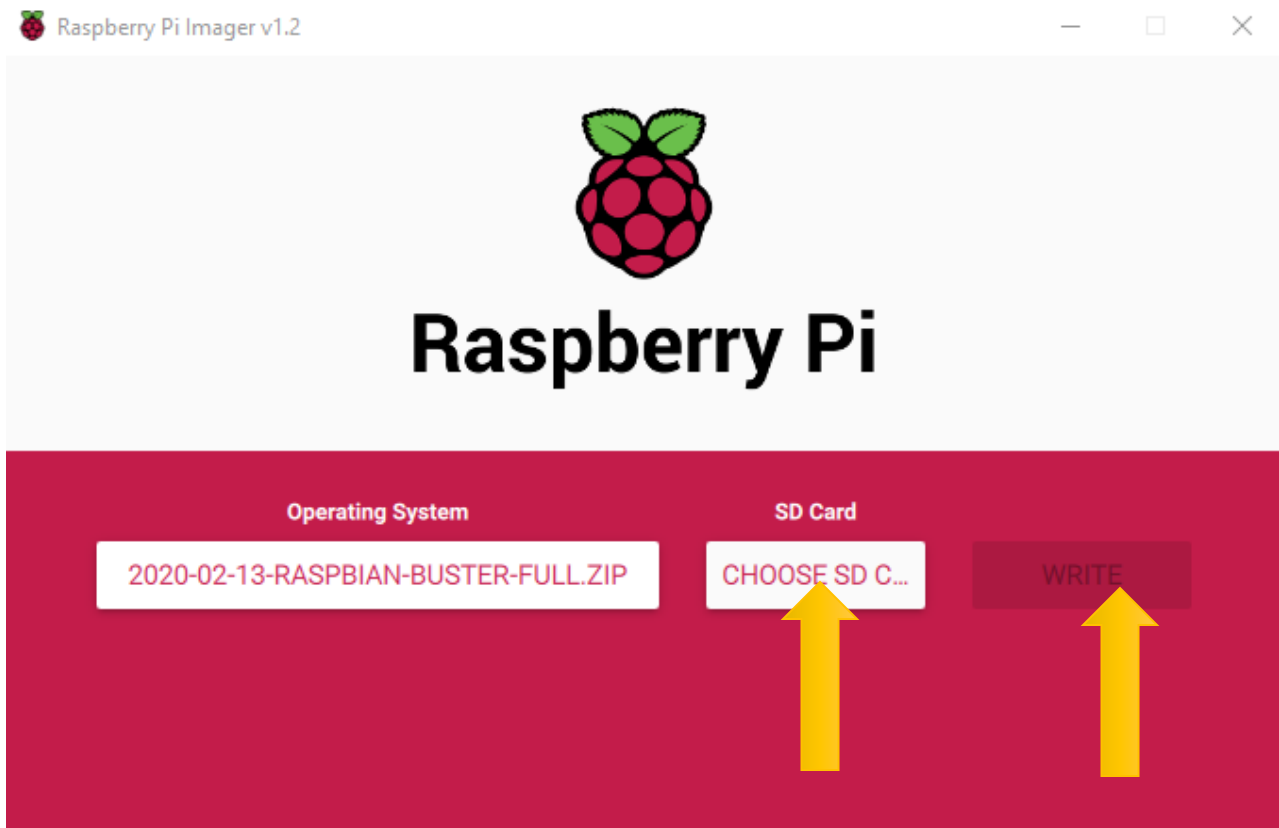 Raspberry Pi Imager v1.2
Raspberry Pi
Operating System
SD Card
2020-02-13-RASPBIAN-BUSTER-FULL.ZIP
CHOOSE SD C...
WRITE